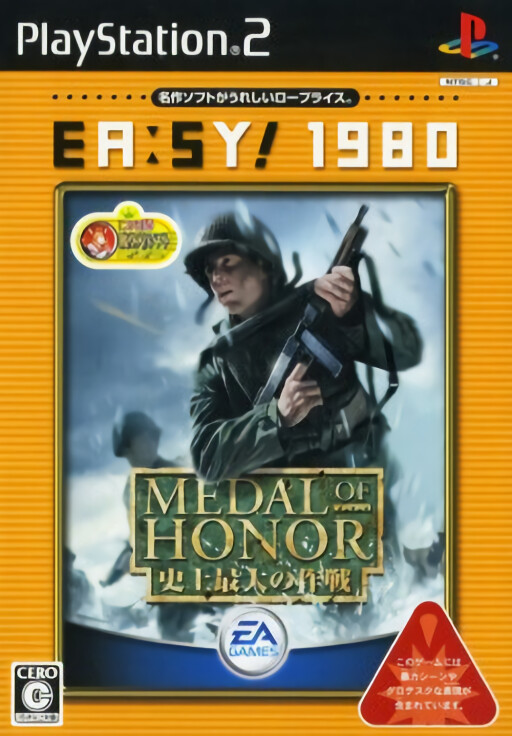 PlayStation®2
NTSC J
名作ソフトがうれしいロープライス。
EA:SY! 1980
MEDAL OF
HONOR
史上最大の作戦
EA
GAMES
このゲームには
暴力シーンや
グロテスクな表現が
含まれています。
CERO
C